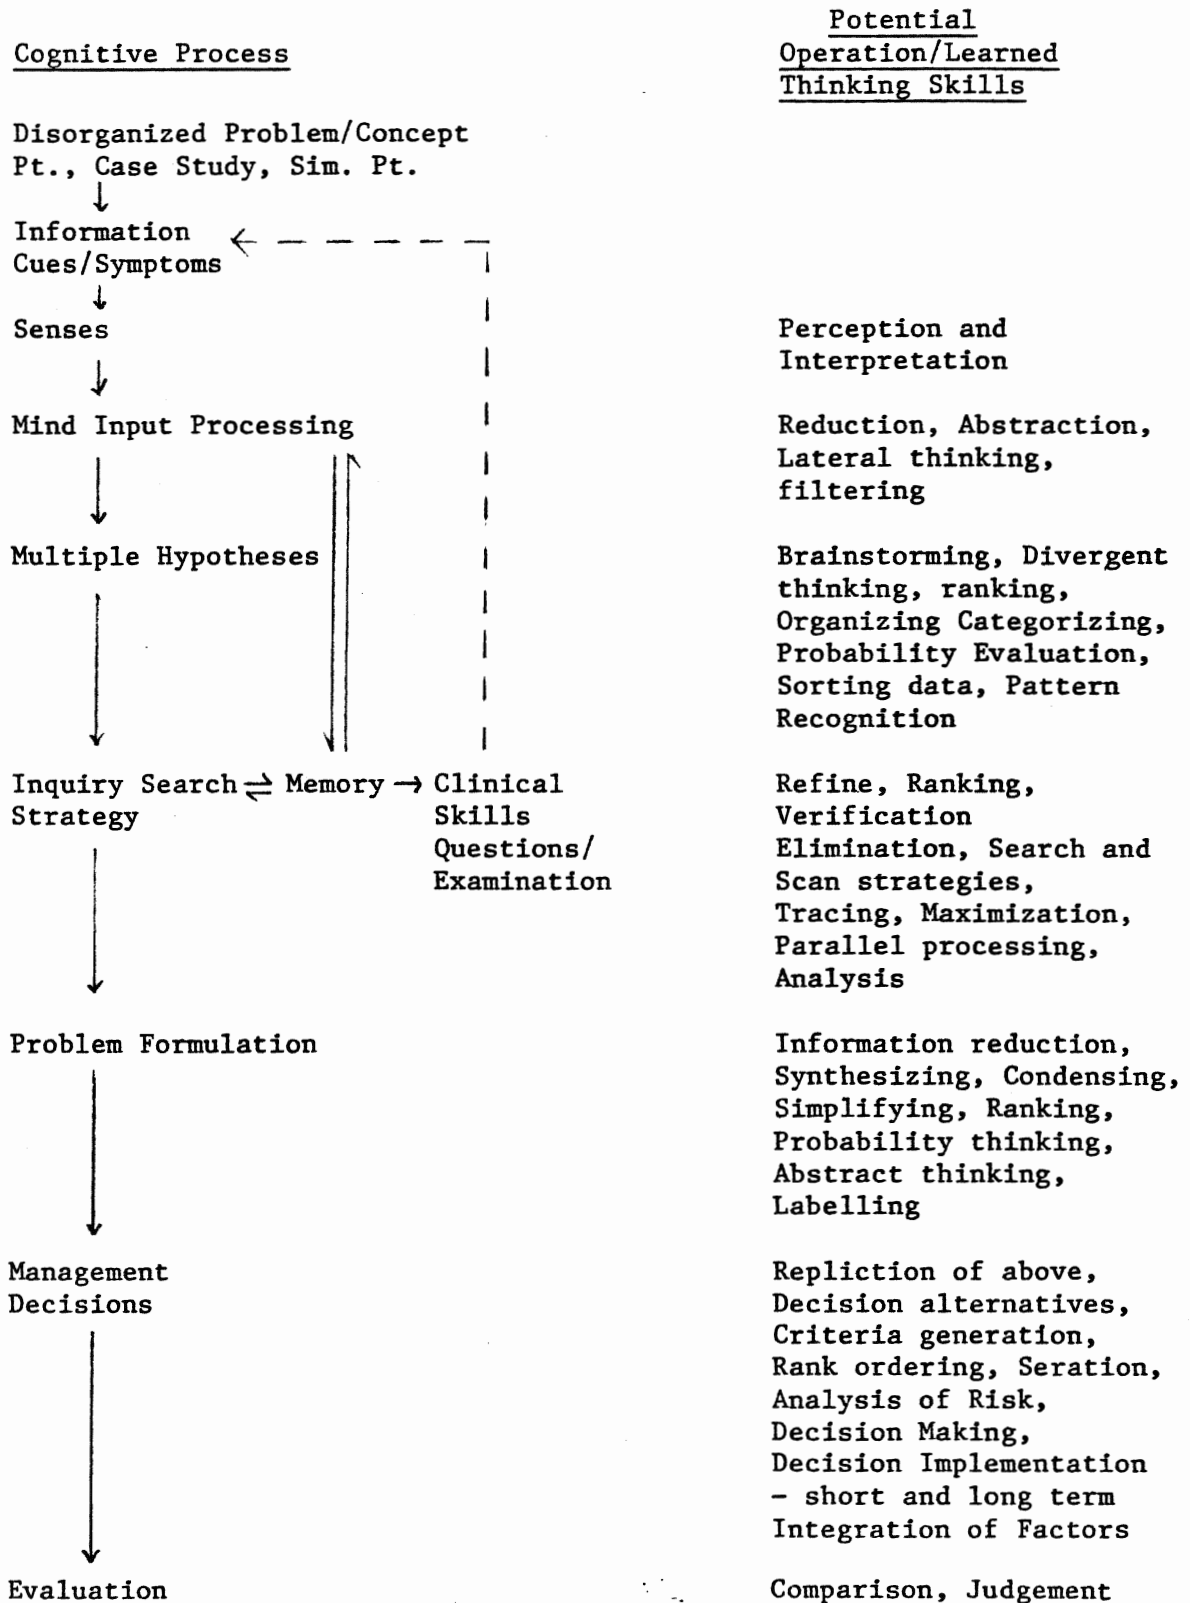 Cognitive Process
Potential
Operation/Learned
Thinking Skills
Disorganized Problem/Concept
Pt., Case Study, Sim. Pt.
Information
Cues/Symptoms
Senses
Perception and
Interpretation
Mind Input Processing
Reduction, Abstraction,
Lateral thinking,
filtering
Multiple Hypotheses
Brainstorming, Divergent
thinking, ranking,
Organizing Categorizing,
Probability Evaluation,
Sorting data, Pattern
Recognition
Inquiry Search ⇌ Memory → Clinical
Strategy Skills
Questions/
Examination
Refine, Ranking,
Verification
Elimination, Search and
Scan strategies,
Tracing, Maximization,
Parallel processing,
Analysis
Problem Formulation
Information reduction,
Synthesizing, Condensing,
Simplifying, Ranking,
Probability thinking,
Abstract thinking,
Labelling
Management
Decisions
Repliction of above,
Decision alternatives,
Criteria generation,
Rank ordering, Seration,
Analysis of Risk,
Decision Making,
Decision Implementation
- short and long term
Integration of Factors
Evaluation
Comparison, Judgement